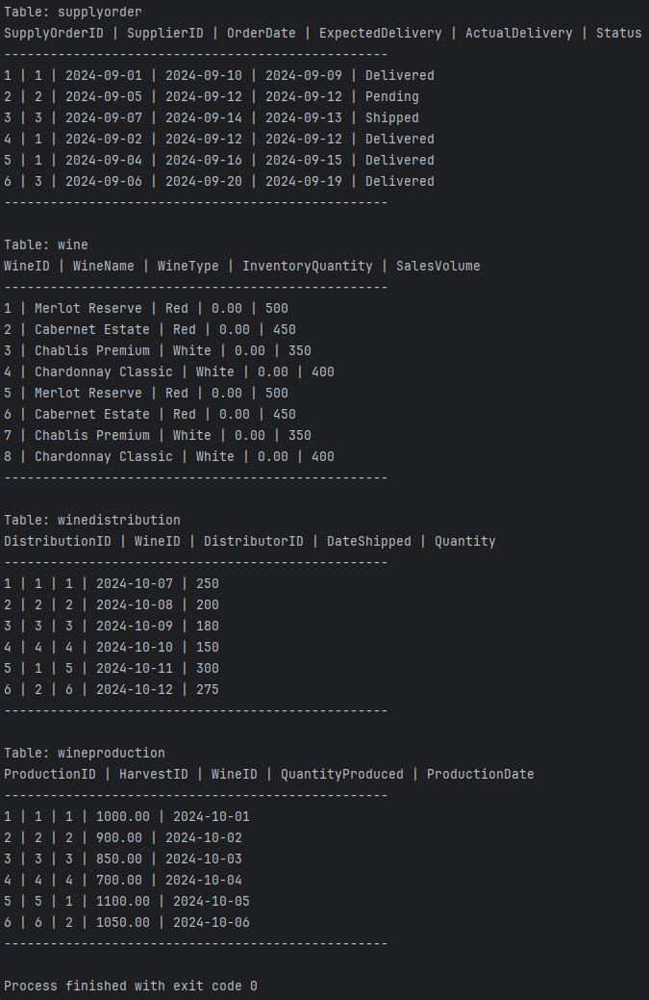 Table: supplyorder
SupplyOrderID | SupplierID | OrderDate | ExpectedDelivery | ActualDelivery | Status
--------------------------------------------------
1 | 1 | 2024-09-01 | 2024-09-10 | 2024-09-09 | Delivered
2 | 2 | 2024-09-05 | 2024-09-12 | 2024-09-12 | Pending
3 | 3 | 2024-09-07 | 2024-09-14 | 2024-09-13 | Shipped
4 | 1 | 2024-09-02 | 2024-09-12 | 2024-09-12 | Delivered
5 | 1 | 2024-09-04 | 2024-09-16 | 2024-09-15 | Delivered
6 | 3 | 2024-09-06 | 2024-09-20 | 2024-09-19 | Delivered
--------------------------------------------------
Table: wine
WineID | WineName | WineType | InventoryQuantity | SalesVolume
--------------------------------------------------
1 | Merlot Reserve | Red | 0.00 | 500
2 | Cabernet Estate | Red | 0.00 | 450
3 | Chablis Premium | White | 0.00 | 350
4 | Chardonnay Classic | White | 0.00 | 400
5 | Merlot Reserve | Red | 0.00 | 500
6 | Cabernet Estate | Red | 0.00 | 450
7 | Chablis Premium | White | 0.00 | 350
8 | Chardonnay Classic | White | 0.00 | 400
--------------------------------------------------
Table: winedistribution
DistributionID | WineID | DistributorID | DateShipped | Quantity
--------------------------------------------------
1 | 1 | 1 | 2024-10-07 | 250
2 | 2 | 2 | 2024-10-08 | 200
3 | 3 | 3 | 2024-10-09 | 180
4 | 4 | 4 | 2024-10-10 | 150
5 | 1 | 5 | 2024-10-11 | 300
6 | 2 | 6 | 2024-10-12 | 275
--------------------------------------------------
Table: wineproduction
ProductionID | HarvestID | WineID | QuantityProduced | ProductionDate
--------------------------------------------------
1 | 1 | 1 | 1000.00 | 2024-10-01
2 | 2 | 2 | 900.00 | 2024-10-02
3 | 3 | 3 | 850.00 | 2024-10-03
4 | 4 | 4 | 700.00 | 2024-10-04
5 | 5 | 1 | 1100.00 | 2024-10-05
6 | 6 | 2 | 1050.00 | 2024-10-06
--------------------------------------------------
Process finished with exit code 0